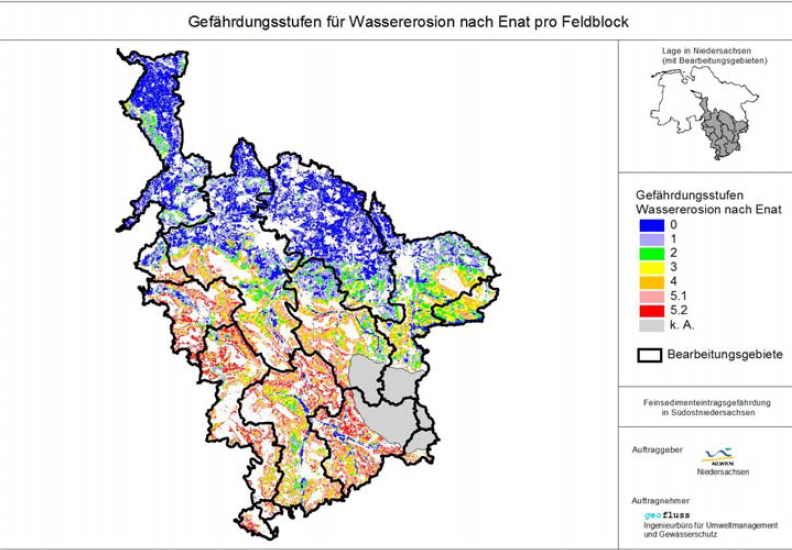 Gefährdungsstufen für Wassererosion nach Enat pro Feldblock
Lage in Niedersachsen
(mit Bearbeitungsgebieten)
Gefährdungsstufen
Wassererosion nach Enat
0
1
2
3
4
5.1
5.2
k. A.
Bearbeitungsgebiete
Feinsedimenteintragsgefährdung
in Südostniedersachsen
Auftraggeber
NLWKN
Niedersachsen
Auftragnehmer
geofluss
Ingenieurbüro für Umweltmanagement
und Gewässerschutz